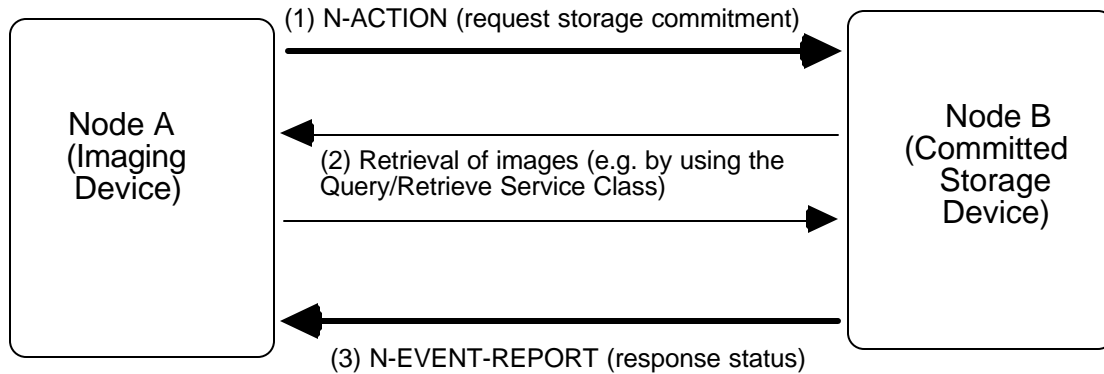 (1) N-ACTION (request storage commitment)
Node A
(Imaging
Device)
(2) Retrieval of images (e.g. by using the
Query/Retrieve Service Class)
Node B
(Committed
Storage
Device)
(3) N-EVENT-REPORT (response status)